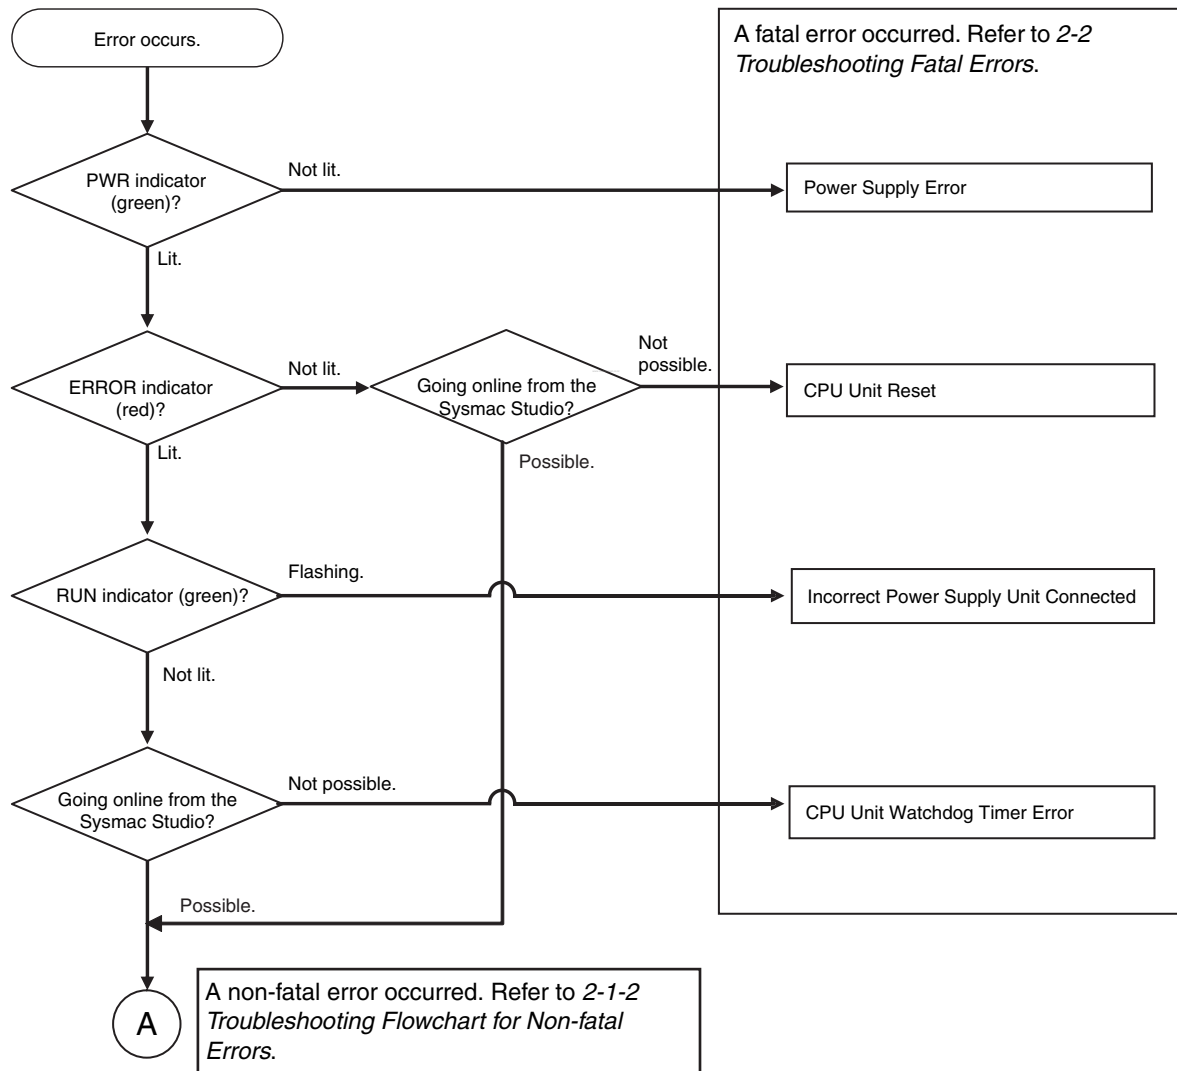 Error occurs.
A fatal error occurred. Refer to 2-2
Troubleshooting Fatal Errors.
PWR indicator
(green)?
Not lit.
Power Supply Error
Lit.
ERROR indicator
(red)?
Not lit.
Going online from the
Sysmac Studio?
Not
possible.
CPU Unit Reset
Lit.
Possible.
RUN indicator (green)?
Flashing.
Incorrect Power Supply Unit Connected
Not lit.
Going online from the
Sysmac Studio?
Not possible.
CPU Unit Watchdog Timer Error
Possible.
A
A non-fatal error occurred. Refer to 2-1-2
Troubleshooting Flowchart for Non-fatal
Errors.